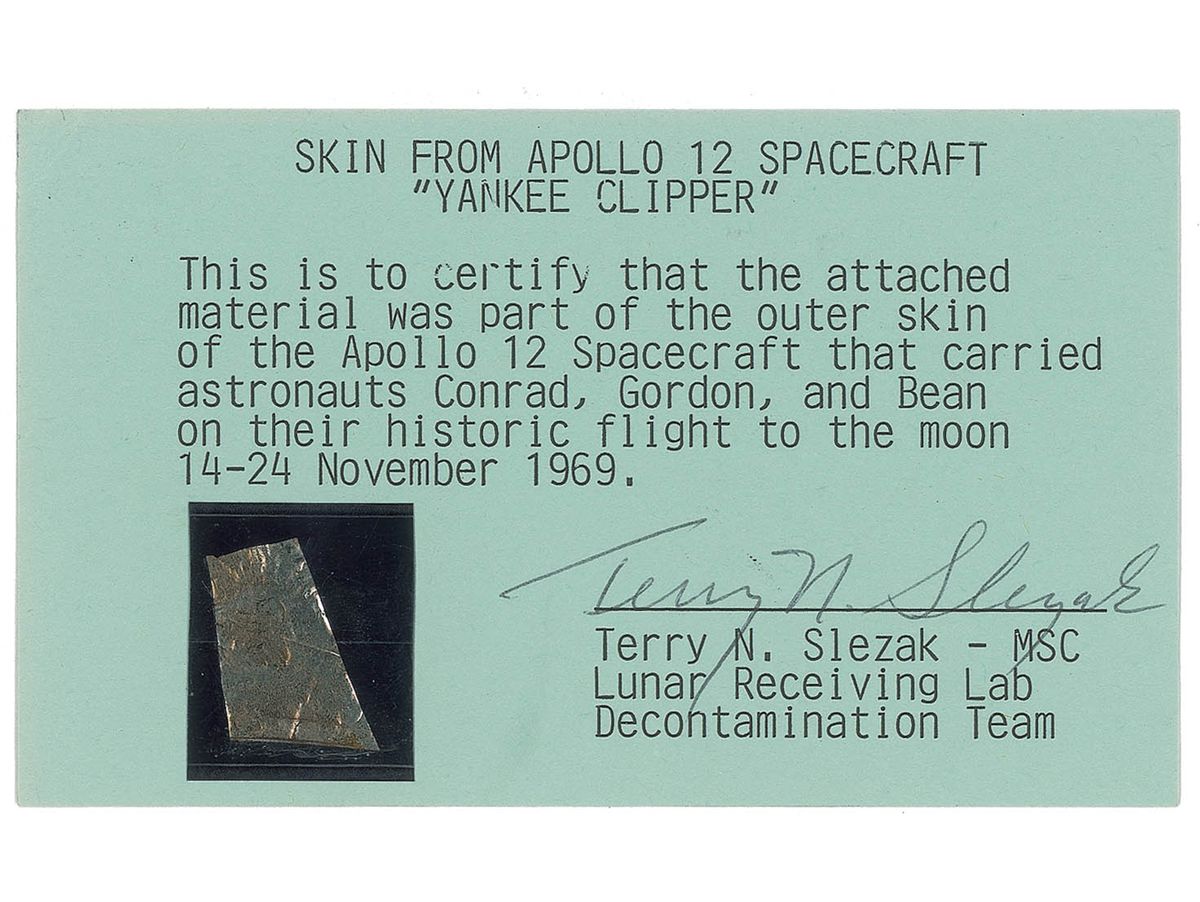 SKIN FROM APOLLO 12 SPACECRAFT
"YANKEE CLIPPER"
This is to certify that the attached
material was part of the outer skin
of the Apollo 12 Spacecraft that carried
astronauts Conrad, Gordon, and Bean
on their historic flight to the moon
14-24 November 1969.
Terry N. Slezak
Terry N. Slezak - MSC
Lunar Receiving Lab
Decontamination Team